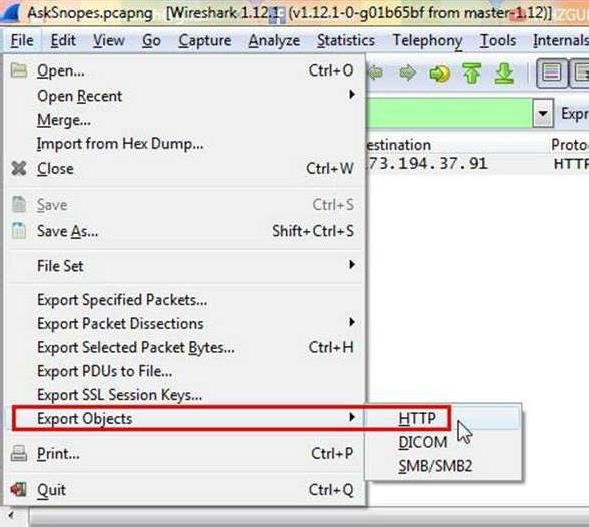 AskSnopes.pcapng [Wireshark 1.12.1 (v1.12.1-0-g01b65bf from master-1.12)]
File Edit View Go Capture Analyze Statistics Telephony Tools Internals
Open... Ctrl+O
Open Recent
Merge...
Import from Hex Dump...
Close Ctrl+W
Save Ctrl+S
Save As... Shift+Ctrl+S
File Set
Export Specified Packets...
Export Packet Dissections
Export Selected Packet Bytes... Ctrl+H
Export PDUs to File...
Export SSL Session Keys...
Export Objects
Print... Ctrl+P
Quit Ctrl+Q
HTTP
DICOM
SMB/SMB2
Expr
estination Proto
73.194.37.91 HTTP